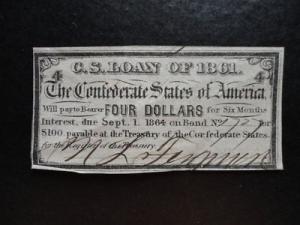 C.S. LOAN OF 1861.
4 4
The Confederate States of America
Will pay to Bearer FOUR DOLLARS for Six Months
Interest, due Sept. 1. 1864 on Bond No for
$100 payable at the Treasury of the Confederate States.
for the Register of the Treasury